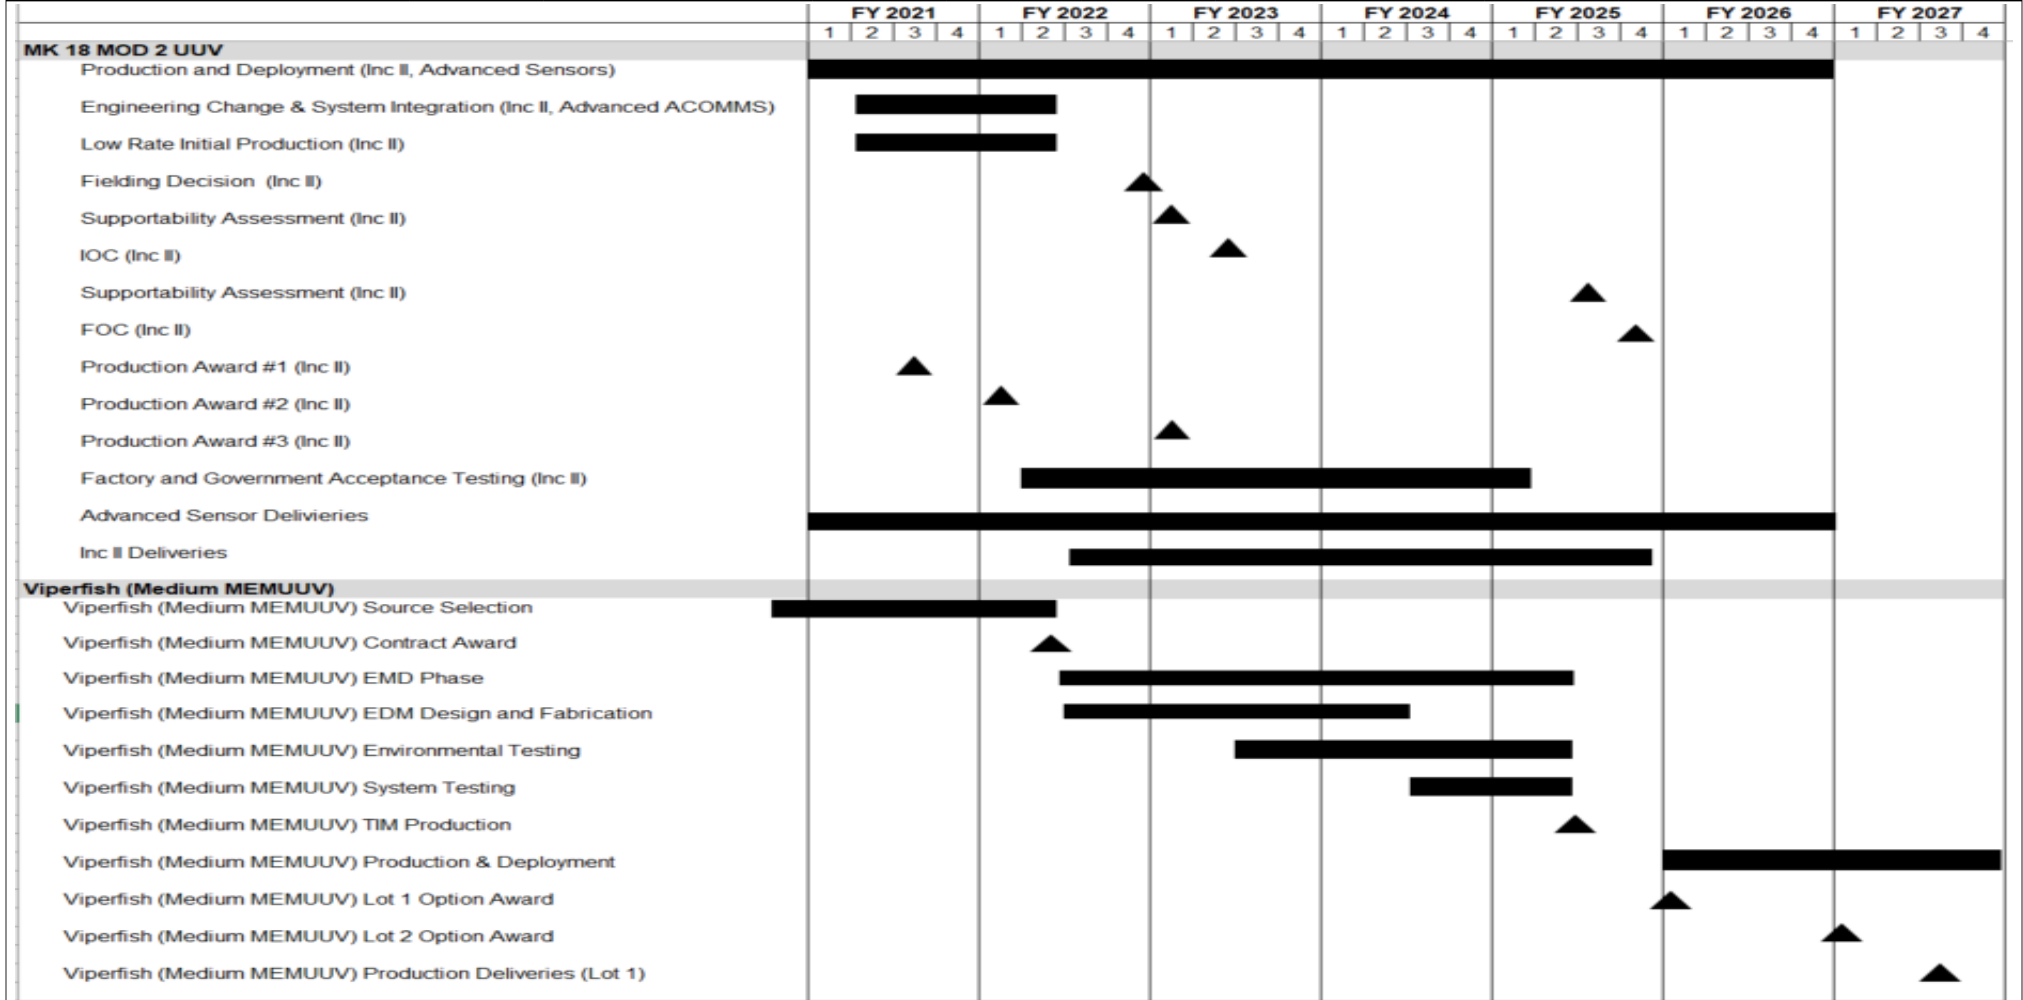 FY 2021 FY 2022 FY 2023 FY 2024 FY 2025 FY 2026 FY 2027
1 2 3 4 1 2 3 4 1 2 3 4 1 2 3 4 1 2 3 4 1 2 3 4 1 2 3 4
MK 18 MOD 2 UUV
Production and Deployment (Inc II, Advanced Sensors)
Engineering Change & System Integration (Inc II, Advanced ACOMMS)
Low Rate Initial Production (Inc II)
Fielding Decision (Inc II)
Supportability Assessment (Inc II)
IOC (Inc II)
Supportability Assessment (Inc II)
FOC (Inc II)
Production Award #1 (Inc II)
Production Award #2 (Inc II)
Production Award #3 (Inc II)
Factory and Government Acceptance Testing (Inc II)
Advanced Sensor Delivieries
Inc II Deliveries
Viperfish (Medium MEMUUV)
Viperfish (Medium MEMUUV) Source Selection
Viperfish (Medium MEMUUV) Contract Award
Viperfish (Medium MEMUUV) EMD Phase
Viperfish (Medium MEMUUV) EDM Design and Fabrication
Viperfish (Medium MEMUUV) Environmental Testing
Viperfish (Medium MEMUUV) System Testing
Viperfish (Medium MEMUUV) TIM Production
Viperfish (Medium MEMUUV) Production & Deployment
Viperfish (Medium MEMUUV) Lot 1 Option Award
Viperfish (Medium MEMUUV) Lot 2 Option Award
Viperfish (Medium MEMUUV) Production Deliveries (Lot 1)